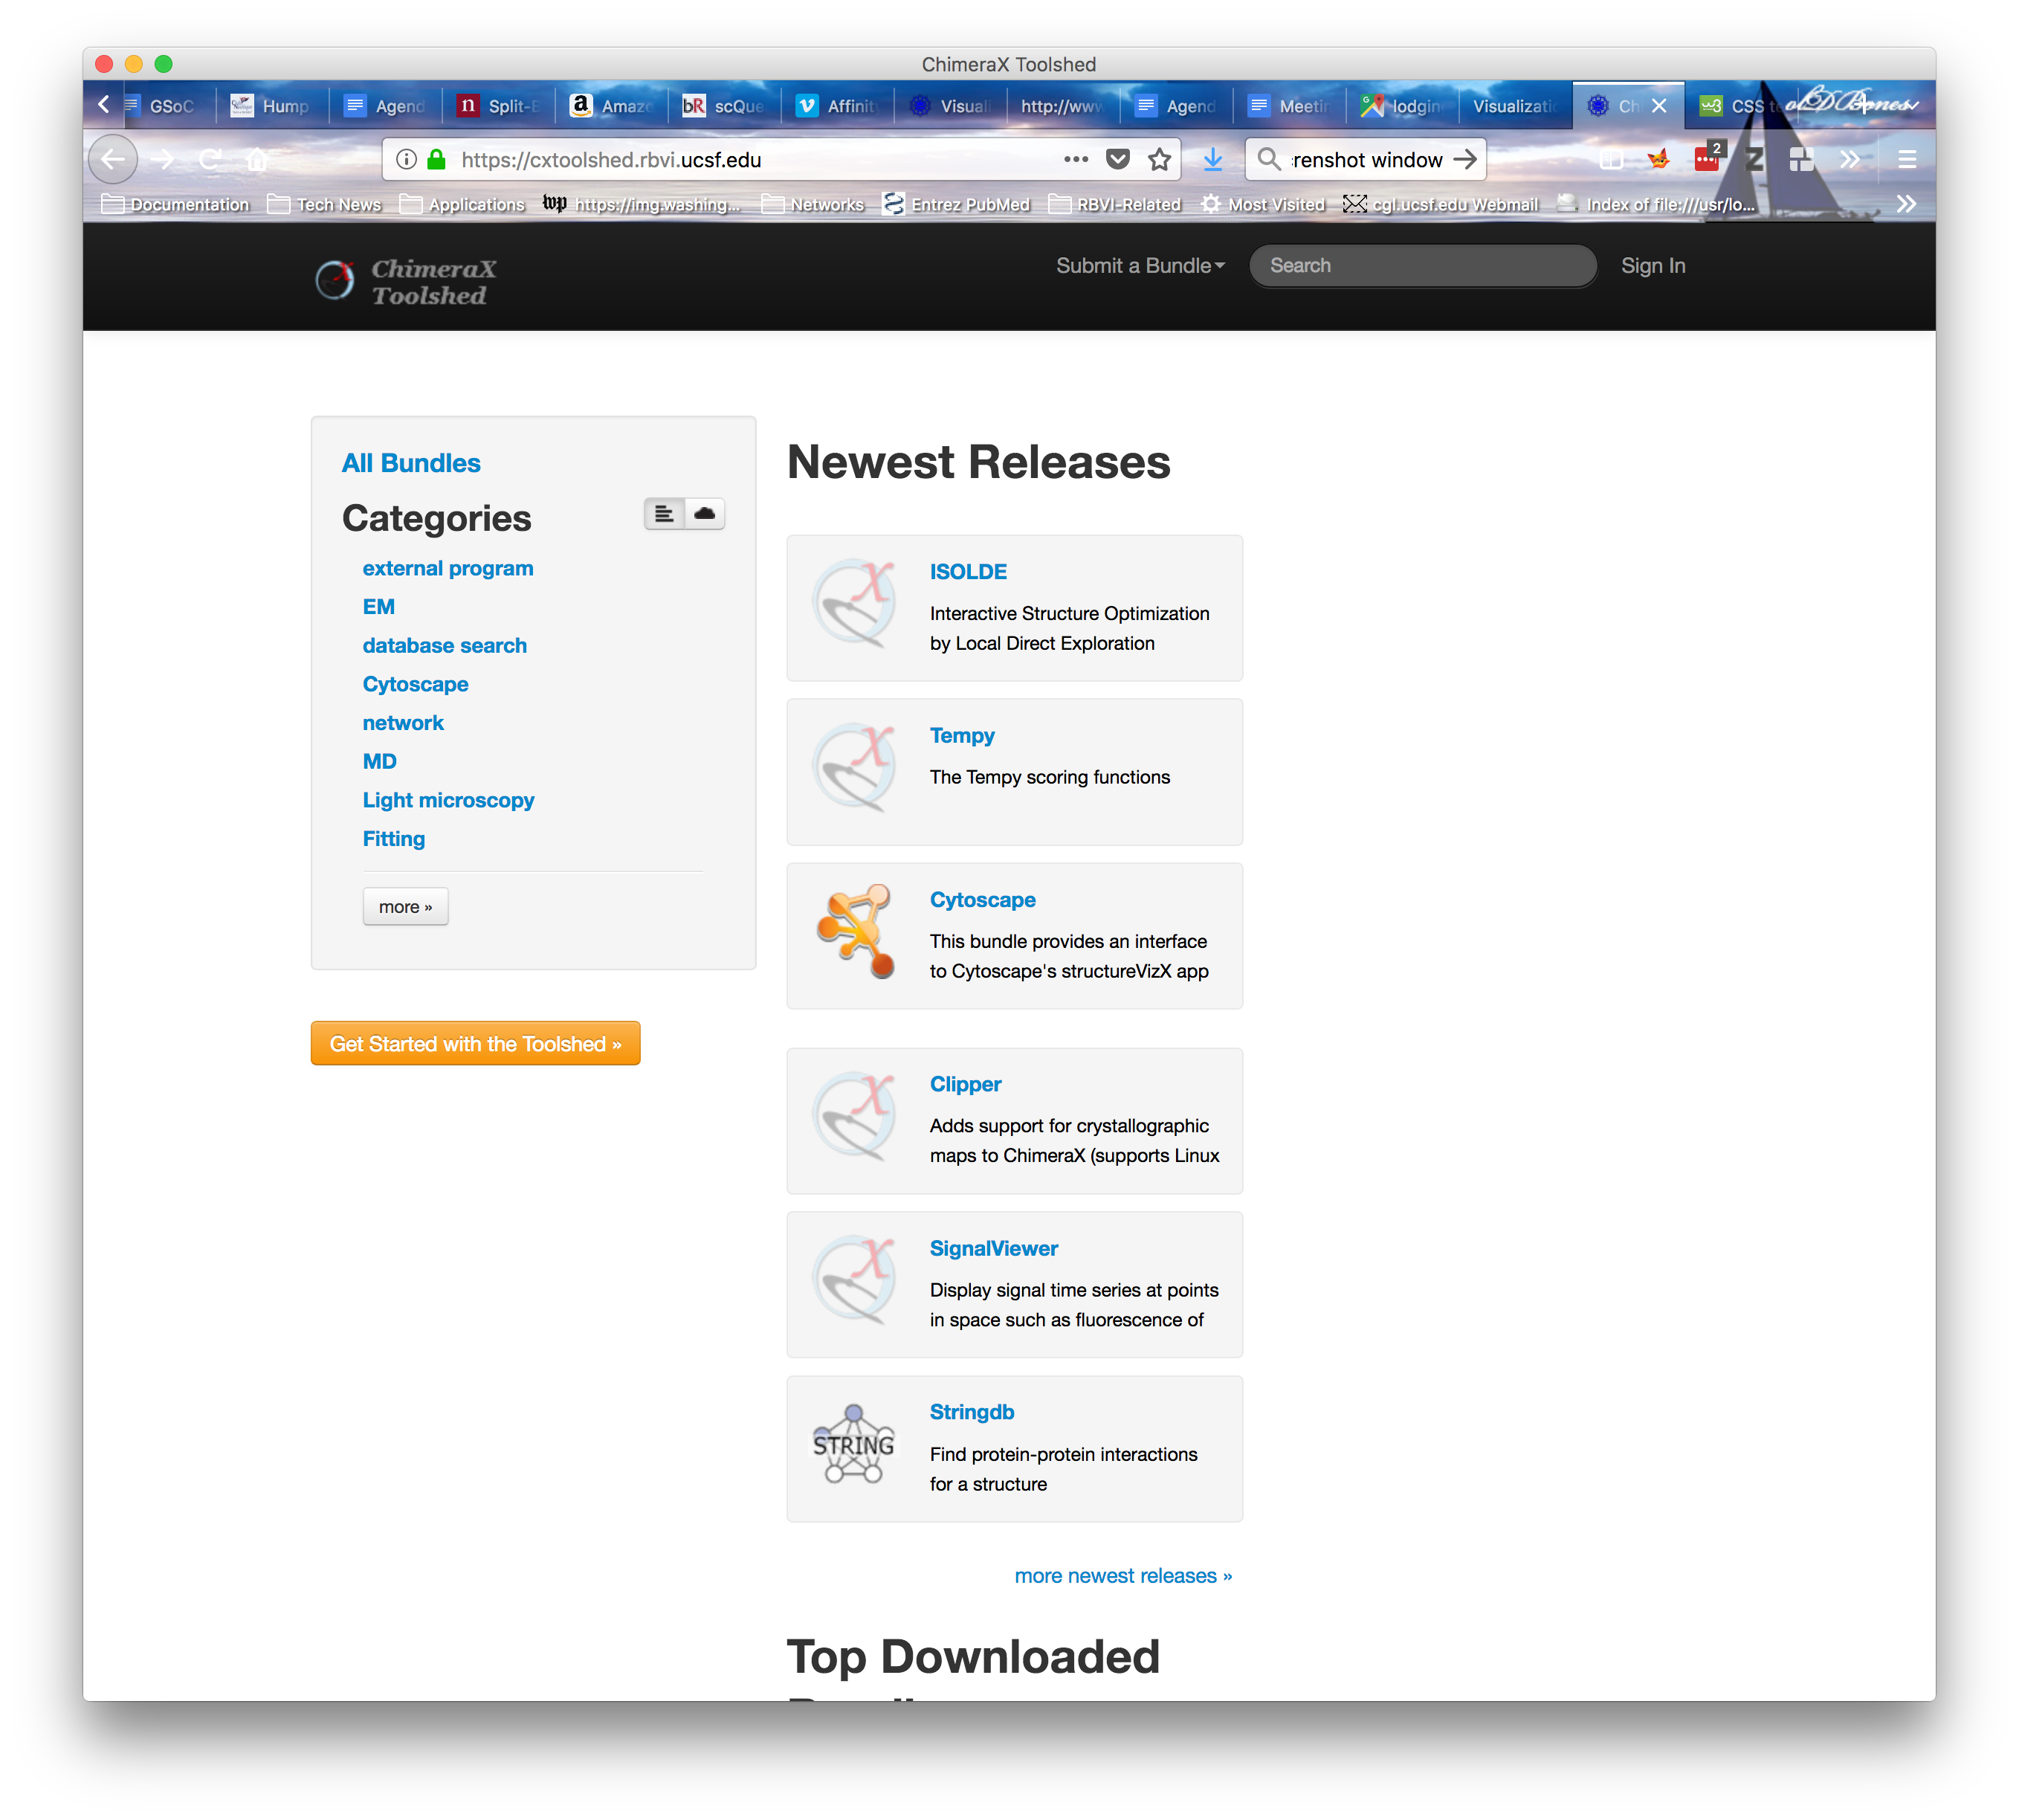 ChimeraX Toolshed
GSoC
Hump
Agend
Split-E
Amaz
scQue
Affinit
Visuali
http://www
Agend
Meetin
lodgin
Visualizatio
Ch
CSS t
https://cxtoolshed.rbvi.ucsf.edu
renshot window
2
Documentation
Tech News
Applications
https://img.washing...
Networks
Entrez PubMed
RBVI-Related
Most Visited
cgl.ucsf.edu Webmail
Index of file:///usr/lo...
ChimeraX
Toolshed
Submit a Bundle
Search
Sign In
All Bundles
Categories
external program
EM
database search
Cytoscape
network
MD
Light microscopy
Fitting
more »
Get Started with the Toolshed »
Newest Releases
ISOLDE
Interactive Structure Optimization
by Local Direct Exploration
Tempy
The Tempy scoring functions
Cytoscape
This bundle provides an interface
to Cytoscape's structureVizX app
Clipper
Adds support for crystallographic
maps to ChimeraX (supports Linux
SignalViewer
Display signal time series at points
in space such as fluorescence of
STRING
Stringdb
Find protein-protein interactions
for a structure
more newest releases »
Top Downloaded